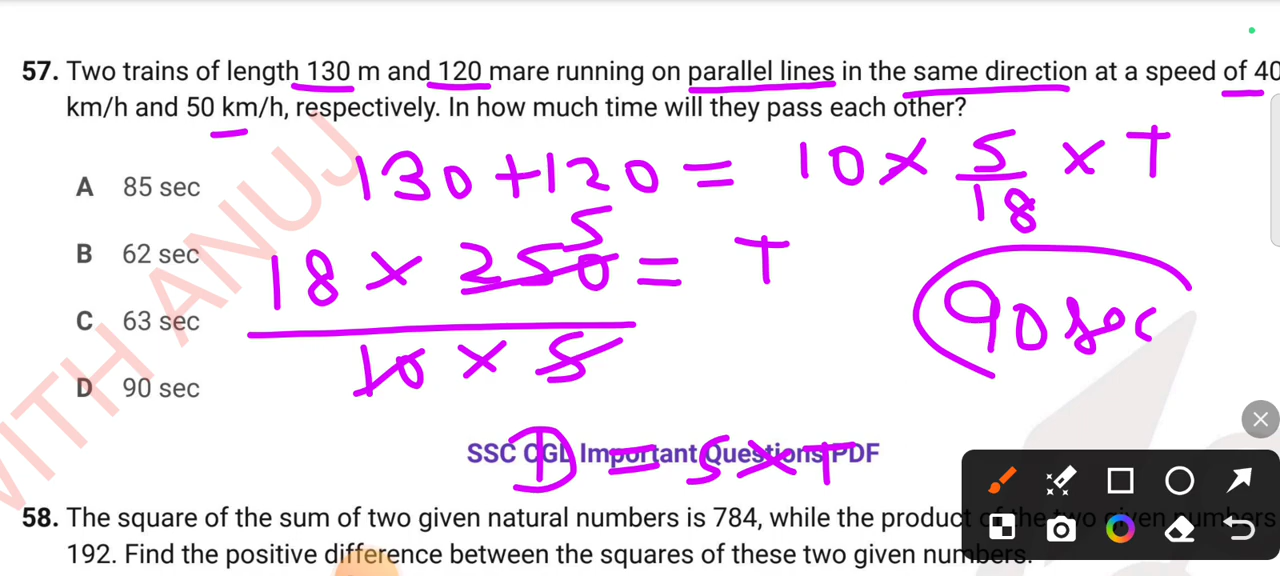 57. Two trains of length 130 m and 120 mare running on parallel lines in the same direction at a speed of 40
km/h and 50 km/h, respectively. In how much time will they pass each other?
130 + 120 = 10 × 5/18 × T
A 85 sec
B 62 sec
18 × 250 5 = T
10 × 5
90 sec
C 63 sec
D 90 sec
WITH ANUJ
SSC CGL Important Questions PDF
D = S × T
58. The square of the sum of two given natural numbers is 784, while the product of the two given numbers
192. Find the positive difference between the squares of these two given numbers.